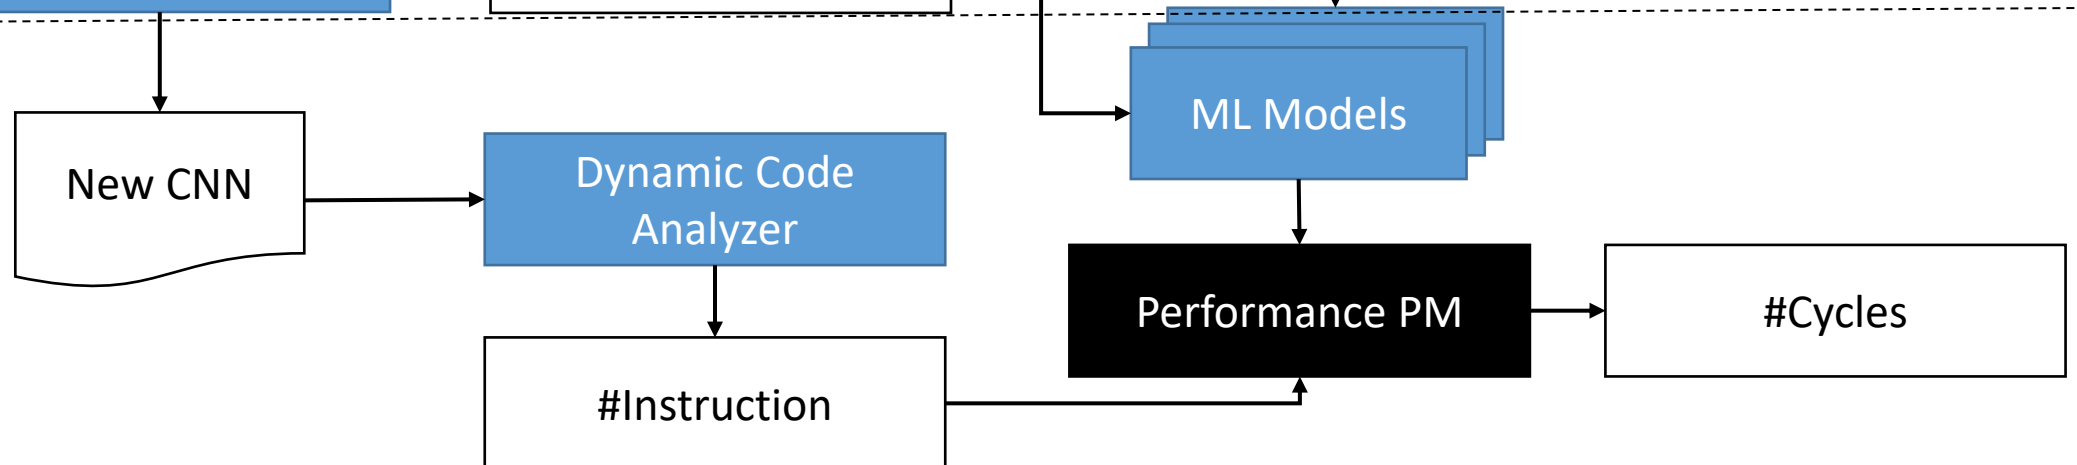 ML Models
New CNN
Dynamic Code
Analyzer
Performance PM
#Cycles
#Instruction